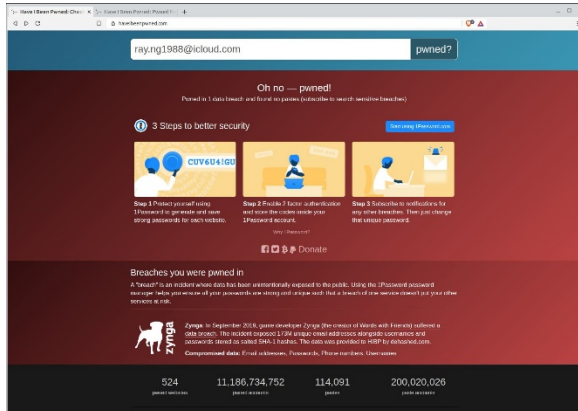 Have I Been Pwned: Chec
Have I Been Pwned: Pwned
haveibeenpwned.com
ray.ng1988@icloud.com
pwned?
Oh no — pwned!
Pwned in 1 data breach and found no pastes (subscribe to search sensitive breaches)
3 Steps to better security
Start using 1Password.com
CUV6U4!GU
Step 1 Protect yourself using
1Password to generate and save
strong passwords for each website.
Step 2 Enable 2 factor authentication
and store the codes inside your
1Password account.
Step 3 Subscribe to notifications for
any other breaches. Then just change
that unique password.
Why 1Password?
Donate
Breaches you were pwned in
A "breach" is an incident where data has been unintentionally exposed to the public. Using the 1Password password
manager helps you ensure all your passwords are strong and unique such that a breach of one service doesn't put your other
services at risk.
zynga
Zynga: In September 2019, game developer Zynga (the creator of Words with Friends) suffered a
data breach. The incident exposed 173M unique email addresses alongside usernames and
passwords stored as salted SHA-1 hashes. The data was provided to HIBP by dehashed.com.
Compromised data: Email addresses, Passwords, Phone numbers, Usernames
524
11,186,734,752
114,091
200,020,026
pwned websites
pwned accounts
pastes
paste accounts